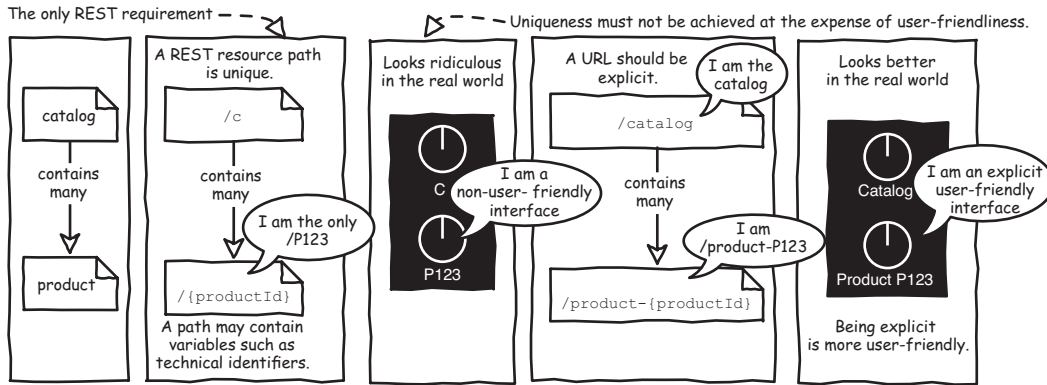 The only REST requirement
Uniqueness must not be achieved at the expense of user-friendliness.
catalog
contains
many
product
A REST resource path
is unique.
/c
contains
many
I am the only
/P123
/{productId}
A path may contain
variables such as
technical identifiers.
Looks ridiculous
in the real world
C
I am a
non-user- friendly
interface
P123
A URL should be
explicit.
I am the
catalog
/catalog
contains
many
I am
/product-P123
/product-{productId}
Looks better
in the real world
Catalog
I am an explicit
user-friendly
interface
Product P123
Being explicit
is more user-friendly.